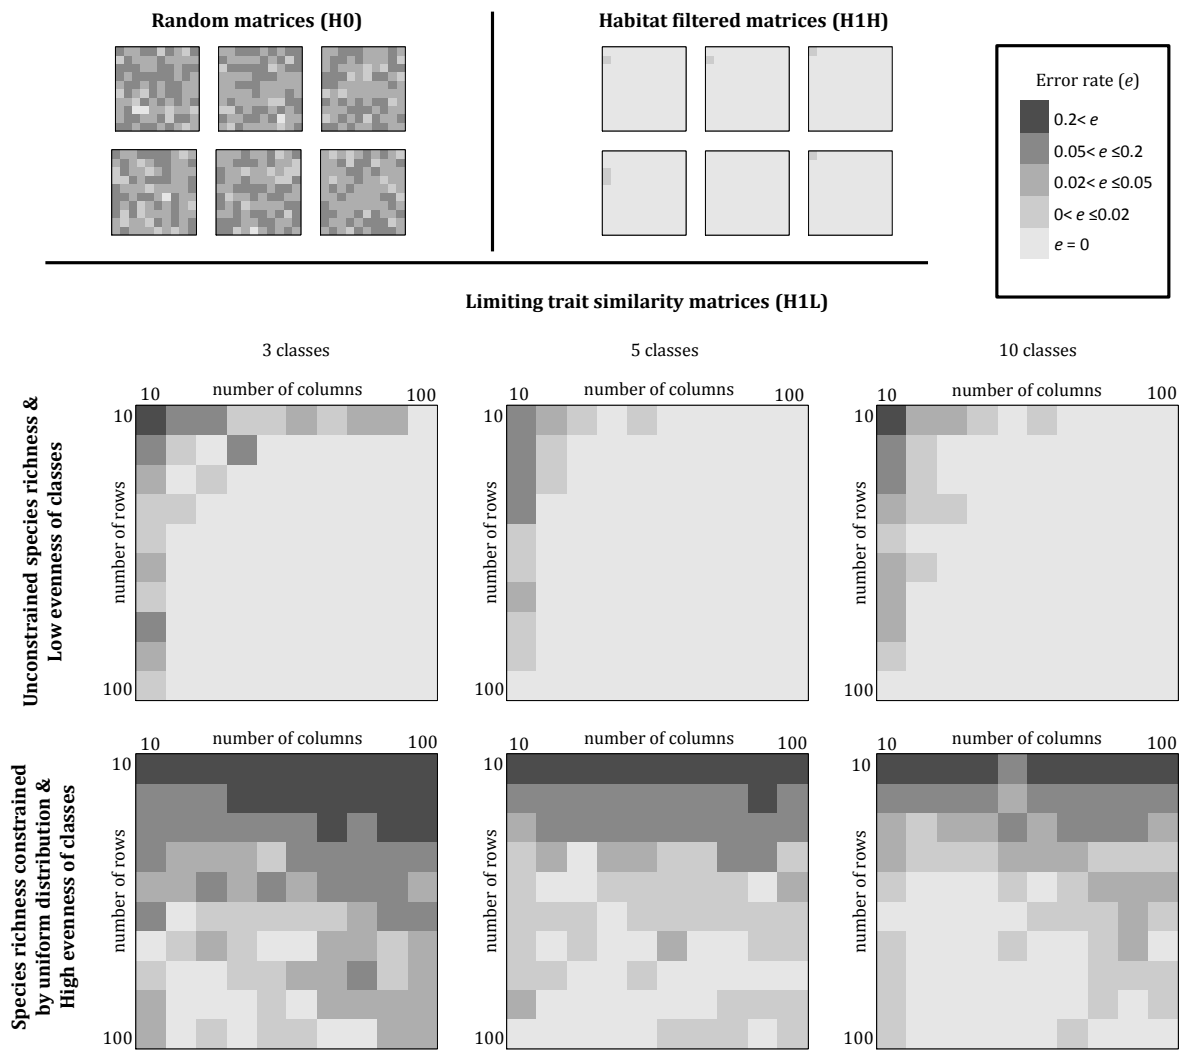 Random matrices (H0)
Habitat filtered matrices (H1H)
Error rate (e)
0.2< e
0.05< e ≤0.2
0.02< e ≤0.05
0< e ≤0.02
e = 0
Limiting trait similarity matrices (H1L)
3 classes
5 classes
10 classes
Unconstrained species richness &
Low evenness of classes
10
number of columns
100
10
number of rows
100
10
number of columns
100
10
number of rows
100
10
number of columns
100
10
number of rows
100
Species richness constrained
by uniform distribution &
High evenness of classes
10
number of columns
100
10
number of rows
100
10
number of columns
100
10
number of rows
100
10
number of columns
100
10
number of rows
100